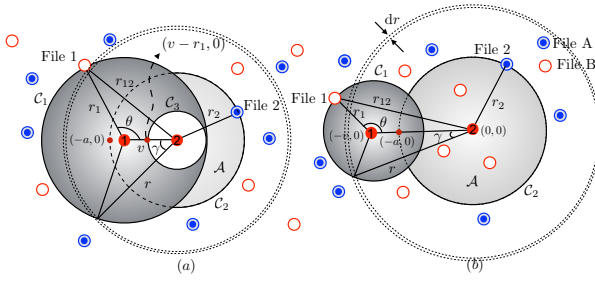 File 1
C₁
r₁₂
r₁
θ
(v − r₁, 0)
C₃
r₂
File 2
(−a, 0)
1
v
γ
2
r
A
C₂
(a)
dr
File A
File B
C₁
File 2
File 1
r₁₂
r₂
r₁
θ
1
(−v, 0)
(−a, 0)
γ
2
(0, 0)
r
A
C₂
(b)